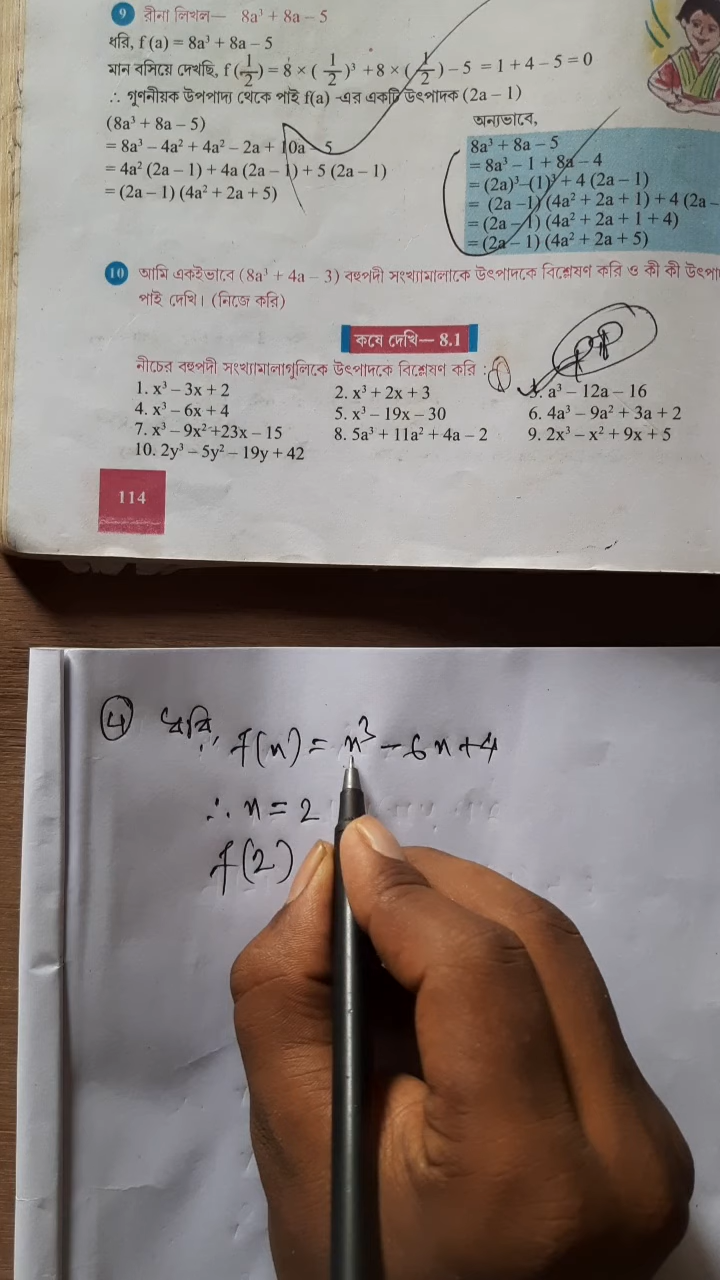 9 রীনা লিখল— 8a³ + 8a – 5
ধরি, f (a) = 8a³ + 8a – 5
মান বসিয়ে দেখছি, f (1/2) = 8 × (1/2)³ + 8 × (1/2) – 5 = 1 + 4 – 5 = 0
∴ গুণনীয়ক উপপাদ্য থেকে পাই f(a) -এর একটি উৎপাদক (2a – 1)
(8a³ + 8a – 5)
= 8a³ – 4a² + 4a² – 2a + 10a – 5
= 4a² (2a – 1) + 4a (2a – 1) + 5 (2a – 1)
= (2a – 1) (4a² + 2a + 5)
অন্যভাবে,
8a³ + 8a – 5
= 8a³ – 1 + 8a – 4
= (2a)³ – (1)³ + 4 (2a – 1)
= (2a – 1) (4a² + 2a + 1) + 4 (2a –
= (2a – 1) (4a² + 2a + 1 + 4)
= (2a – 1) (4a² + 2a + 5)
10 আমি একইভাবে (8a³ + 4a – 3) বহুপদী সংখ্যামালাকে উৎপাদকে বিশ্লেষণ করি ও কী কী উৎপা
পাই দেখি। (নিজে করি)
কষে দেখি— 8.1
নীচের বহুপদী সংখ্যামালাগুলিকে উৎপাদকে বিশ্লেষণ করি :
1. x³ – 3x + 2 2. x³ + 2x + 3 3. a³ – 12a – 16
4. x³ – 6x + 4 5. x³ – 19x – 30 6. 4a³ – 9a² + 3a + 2
7. x³ – 9x² + 23x – 15 8. 5a³ + 11a² + 4a – 2 9. 2x³ – x² + 9x + 5
10. 2y³ – 5y² – 19y + 42
114
4 ধরি, f(x) = x³ – 6x + 4
∴ x = 2
f(2)